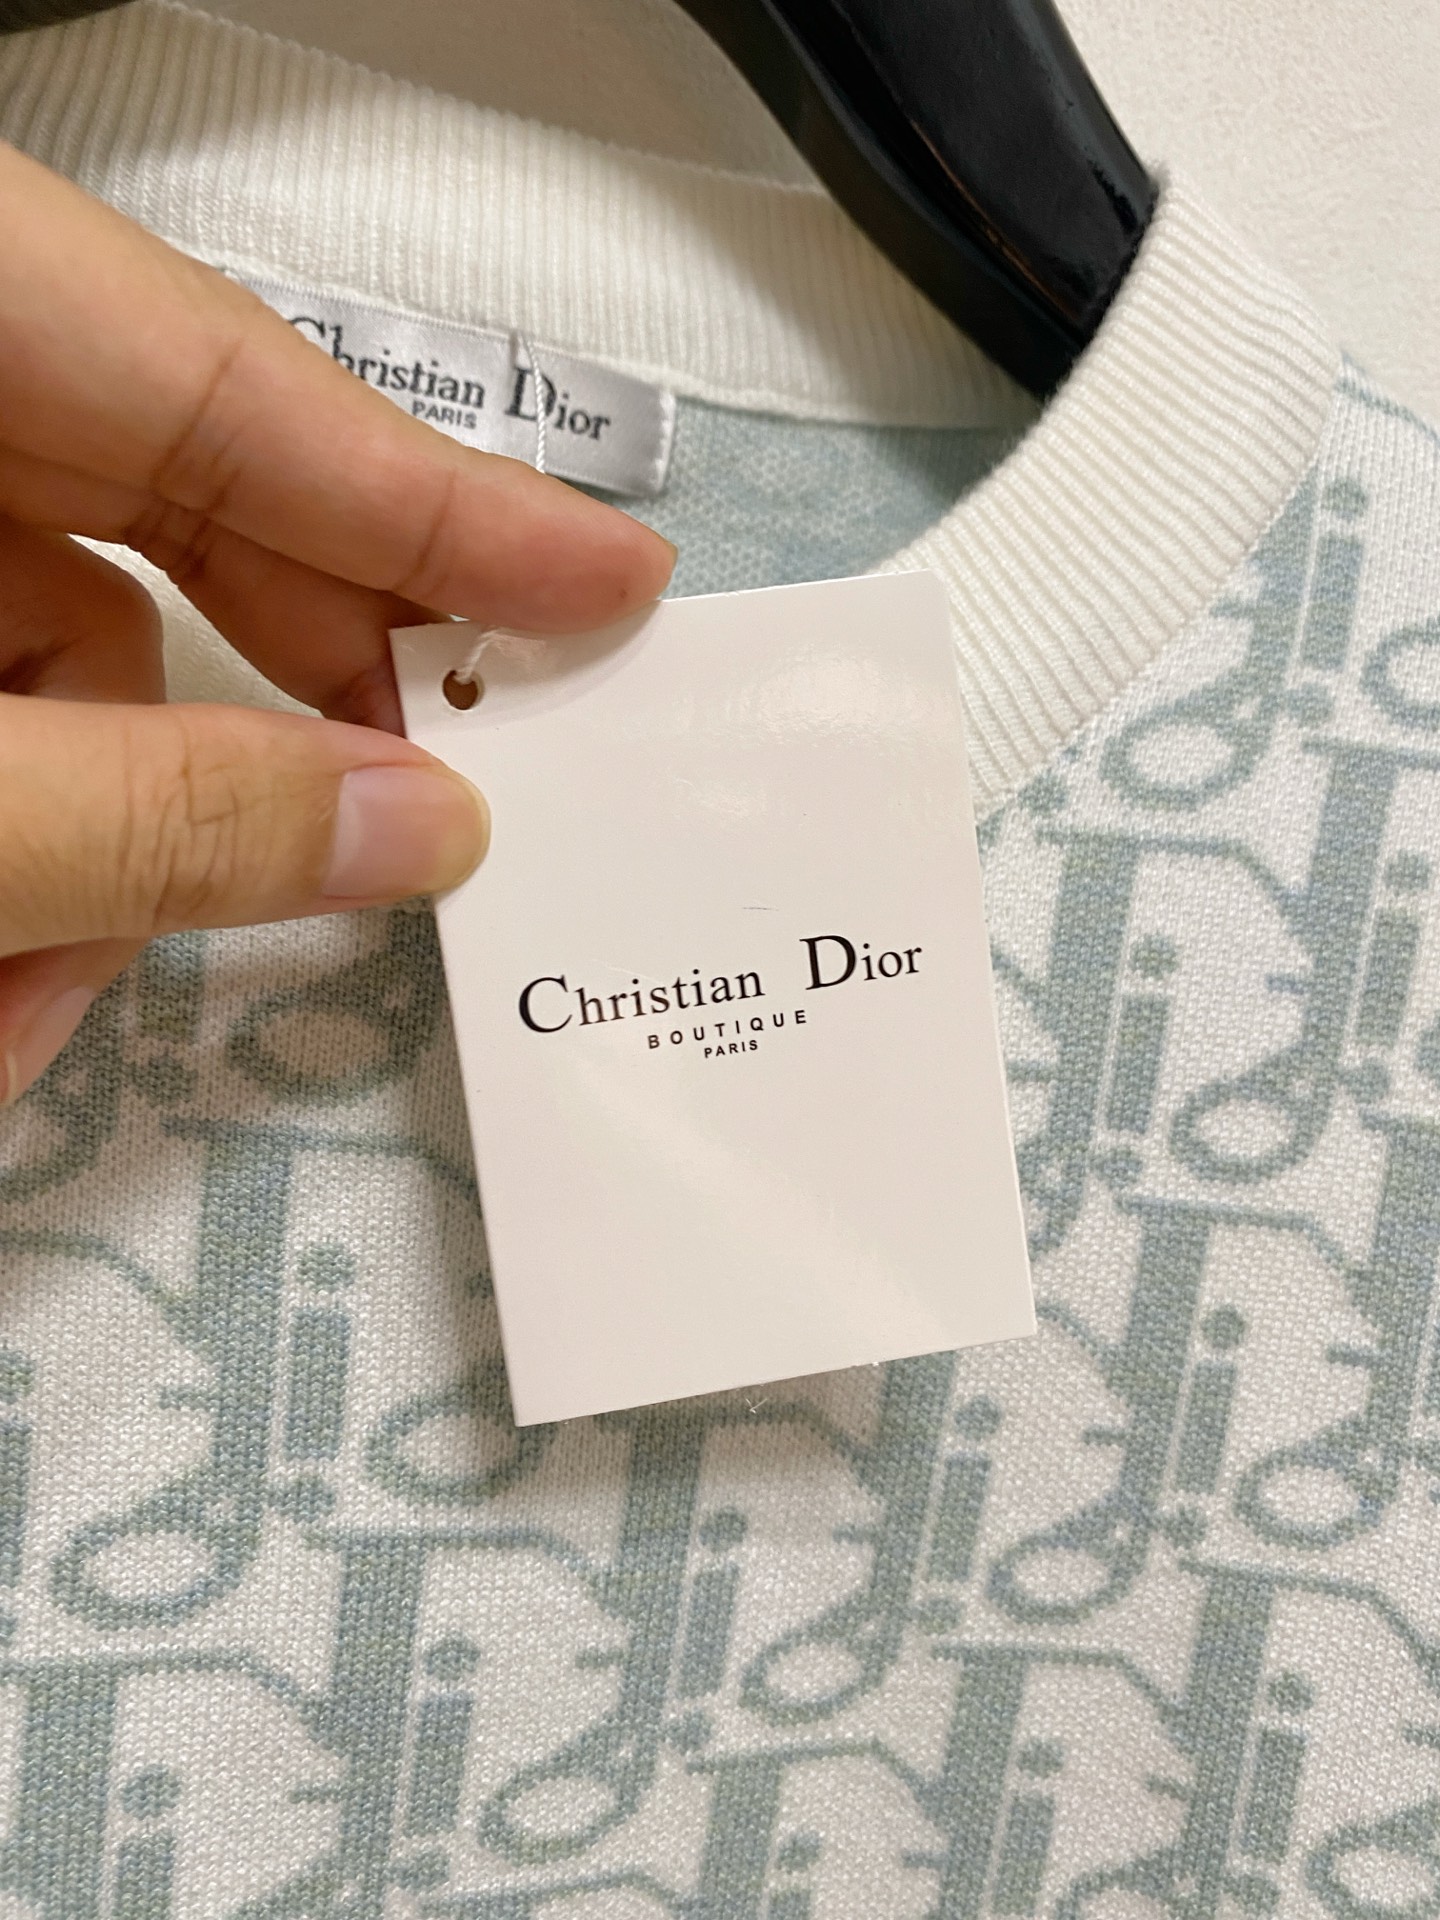 Christian Dior
PARIS
Christian Dior
BOUTIQUE
PARIS